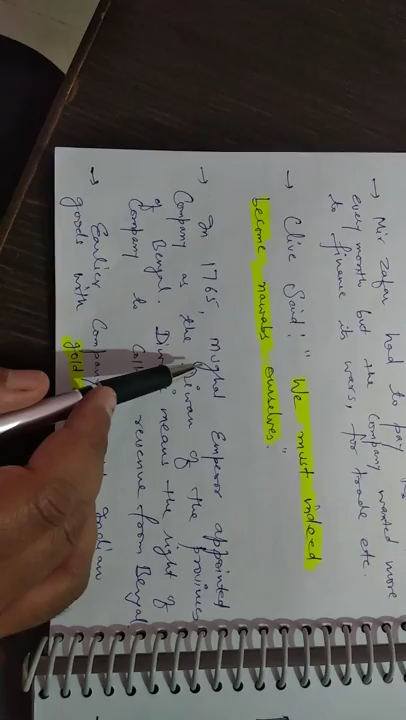 → Mir Zafar had to pay
every month but the Company wanted more
to finance its wars, for trade etc.
→ Clive Said! " We must indeed
become nawabs ourselves. "
→ In 1765, Mughal Emperor appointed
Company as the Diwan of the Provinces
of Bengal. means the right of
Company to revenue from Bengal
→ Earlier Company Indian
goods with gold